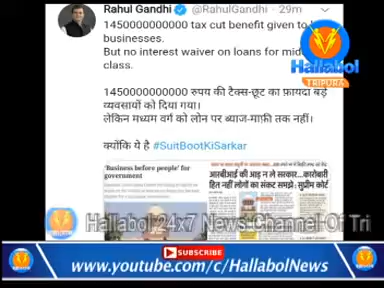 Rahul Gandhi @RahulGandhi · 29m
1450000000000 tax cut benefit given to
businesses.
But no interest waiver on loans for
class.
1450000000000 रुपय की टैक्स-छूट का फ़ायदा बड़े
व्यवसायों को दिया गया।
लेकिन मध्यम वर्ग को लोन पर ब्याज-माफ़ी तक नहीं।
क्योंकि ये है #SuitBootKiSarkar
Hallabol
TRIPURA
'Business before people' for
government
आरबीआई की आड़ न ले सरकार... कारोबारी
हित नहीं लोगों का संकट समझे : सुप्रीम कोर्ट
Hallabol 24x7 News Channel Of Tri
SUBSCRIBE
www.youtube.com/c/HallabolNews